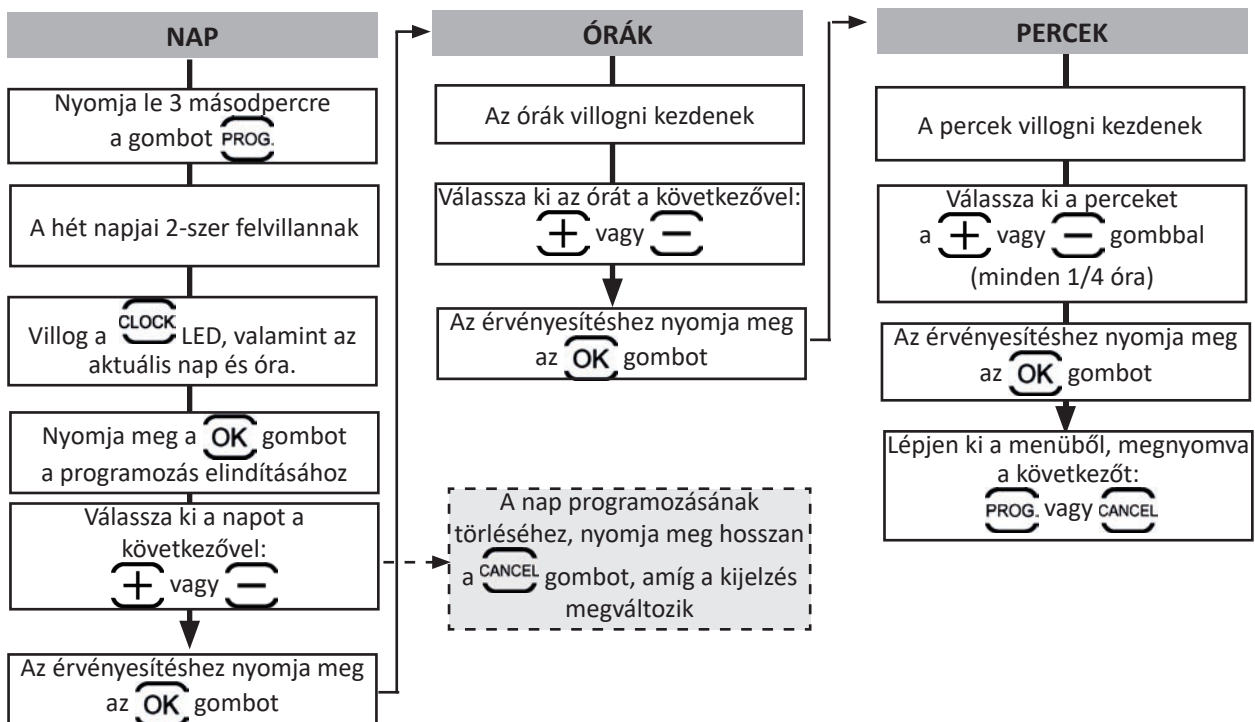 NAP
Nyomja le 3 másodpercre
a gombot PROG.
A hét napjai 2-szer felvillannak
Villog a CLOCK LED, valamint az
aktuális nap és óra.
Nyomja meg a OK gombot
a programozás elindításához
Válassza ki a napot a
következővel:
+ vagy −
Az érvényesítéshez nyomja meg
az OK gombot
A nap programozásának
törléséhez, nyomja meg hosszan
a CANCEL gombot, amíg a kijelzés
megváltozik
ÓRÁK
Az órák villogni kezdenek
Válassza ki az órát a következővel:
+ vagy −
Az érvényesítéshez nyomja meg
az OK gombot
PERCEK
A percek villogni kezdenek
Válassza ki a perceket
a + vagy − gombbal
(minden 1/4 óra)
Az érvényesítéshez nyomja meg
az OK gombot
Lépjen ki a menüből, megnyomva
a következőt:
PROG. vagy CANCEL